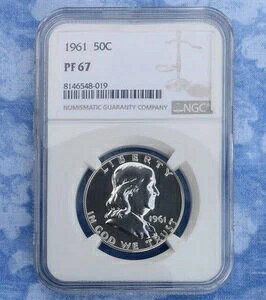 1961 50C
PF 67
8146548-019
NUMISMATIC GUARANTY COMPANY
NGC
LIBERTY
1961
IN GOD WE TRUST